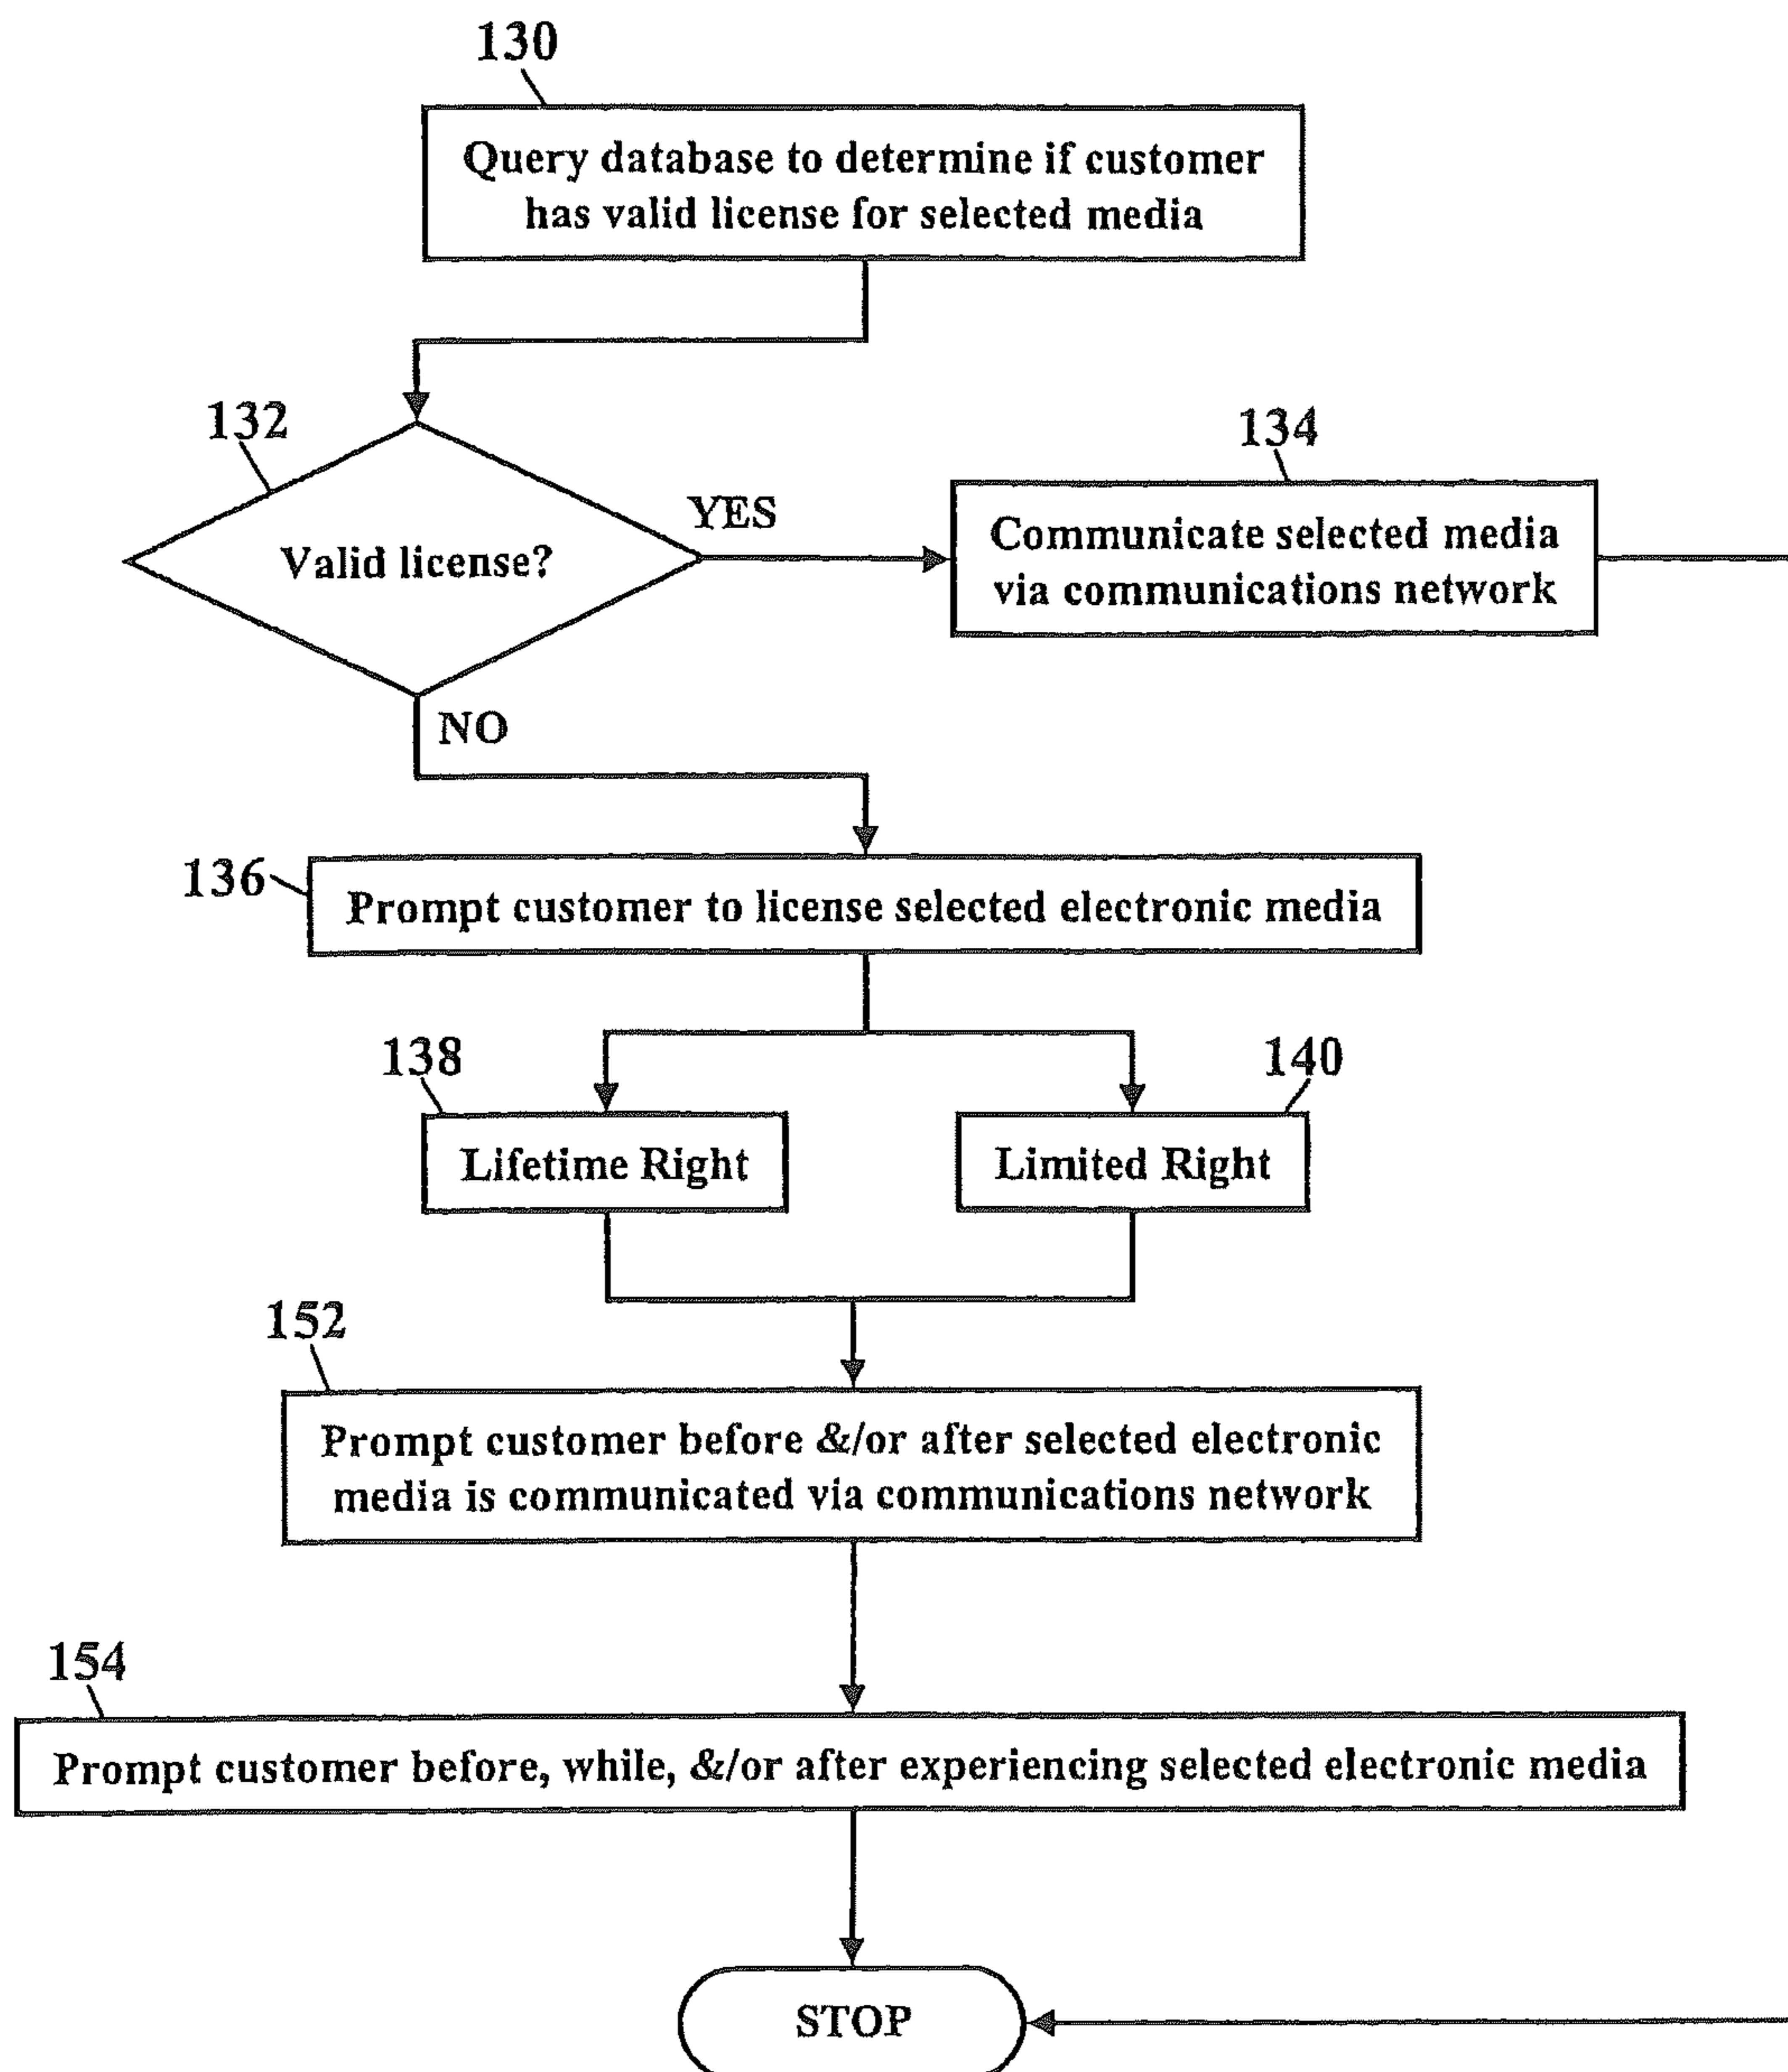 130
Query database to determine if customer
has valid license for selected media
132
Valid license?
YES
134
Communicate selected media
via communications network
NO
136
Prompt customer to license selected electronic media
138
Lifetime Right
140
Limited Right
152
Prompt customer before &/or after selected electronic
media is communicated via communications network
154
Prompt customer before, while, &/or after experiencing selected electronic media
STOP